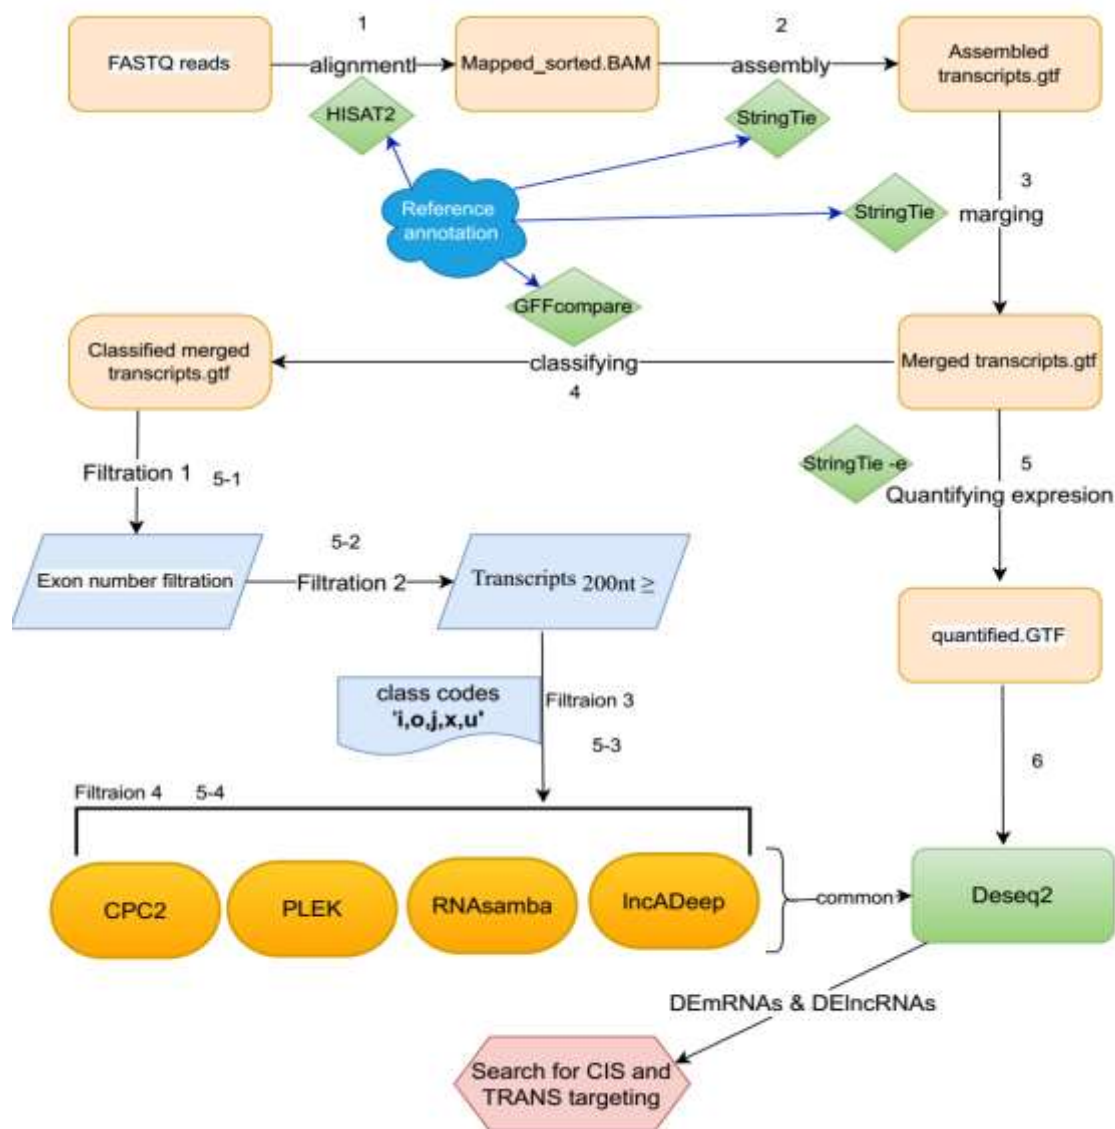 FASTQ reads
1
alignmentl
Mapped_sorted.BAM
2
assembly
Assembled
transcripts.gtf
HISAT2
StringTie
Reference
annotation
StringTie
3
marging
GFFcompare
Classified merged
transcripts.gtf
classifying
4
Merged transcripts.gtf
Filtration 1
5-1
StringTie -e
5
Quantifying expresion
Exon number filtration
5-2
Filtration 2
Transcripts 200nt ≥
quantified.GTF
class codes
'i,o,j,x,u'
Filtraion 3
5-3
6
Filtraion 4
5-4
CPC2
PLEK
RNAsamba
lncADeep
common
Deseq2
DEmRNAs & DElncRNAs
Search for CIS and
TRANS targeting